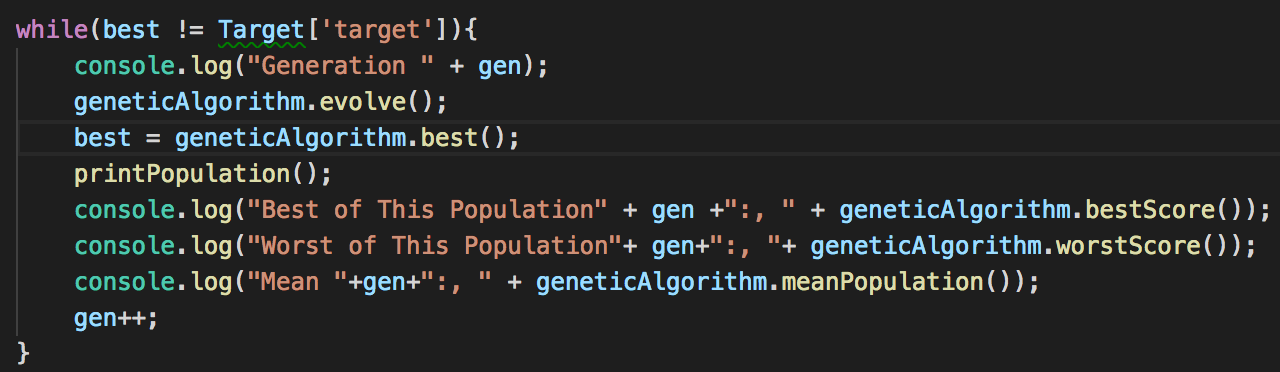 while(best != Target['target']){
    console.log("Generation " + gen);
    geneticAlgorithm.evolve();
    best = geneticAlgorithm.best();
    printPopulation();
    console.log("Best of This Population" + gen +":, " + geneticAlgorithm.bestScore());
    console.log("Worst of This Population"+ gen+":, "+ geneticAlgorithm.worstScore());
    console.log("Mean "+gen+":, " + geneticAlgorithm.meanPopulation());
    gen++;
}